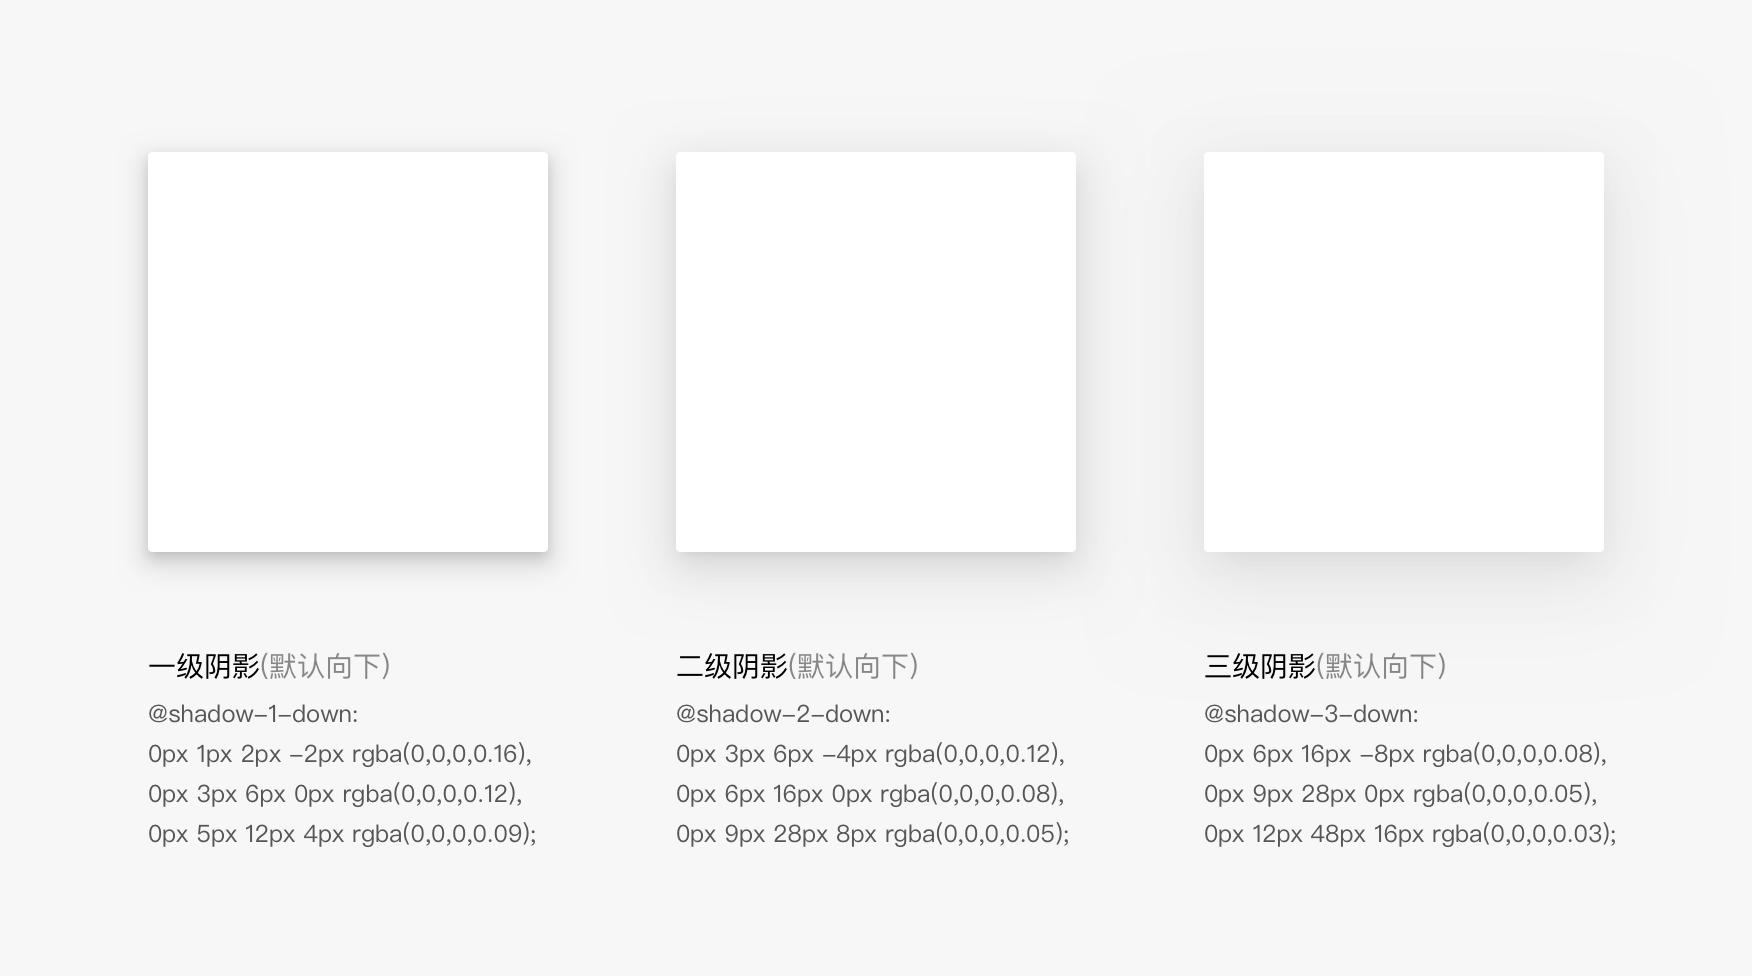 一级阴影(默认向下)
@shadow-1-down:
0px 1px 2px -2px rgba(0,0,0,0.16),
0px 3px 6px 0px rgba(0,0,0,0.12),
0px 5px 12px 4px rgba(0,0,0,0.09);
二级阴影(默认向下)
@shadow-2-down:
0px 3px 6px -4px rgba(0,0,0,0.12),
0px 6px 16px 0px rgba(0,0,0,0.08),
0px 9px 28px 8px rgba(0,0,0,0.05);
三级阴影(默认向下)
@shadow-3-down:
0px 6px 16px -8px rgba(0,0,0,0.08),
0px 9px 28px 0px rgba(0,0,0,0.05),
0px 12px 48px 16px rgba(0,0,0,0.03);